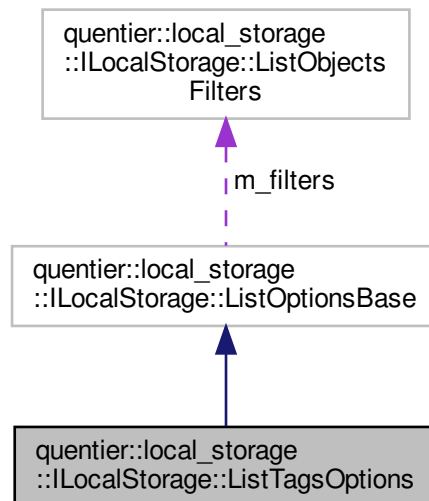 quentier::local_storage
::ILocalStorage::ListObjects
Filters
m_filters
quentier::local_storage
::ILocalStorage::ListOptionsBase
quentier::local_storage
::ILocalStorage::ListTagsOptions